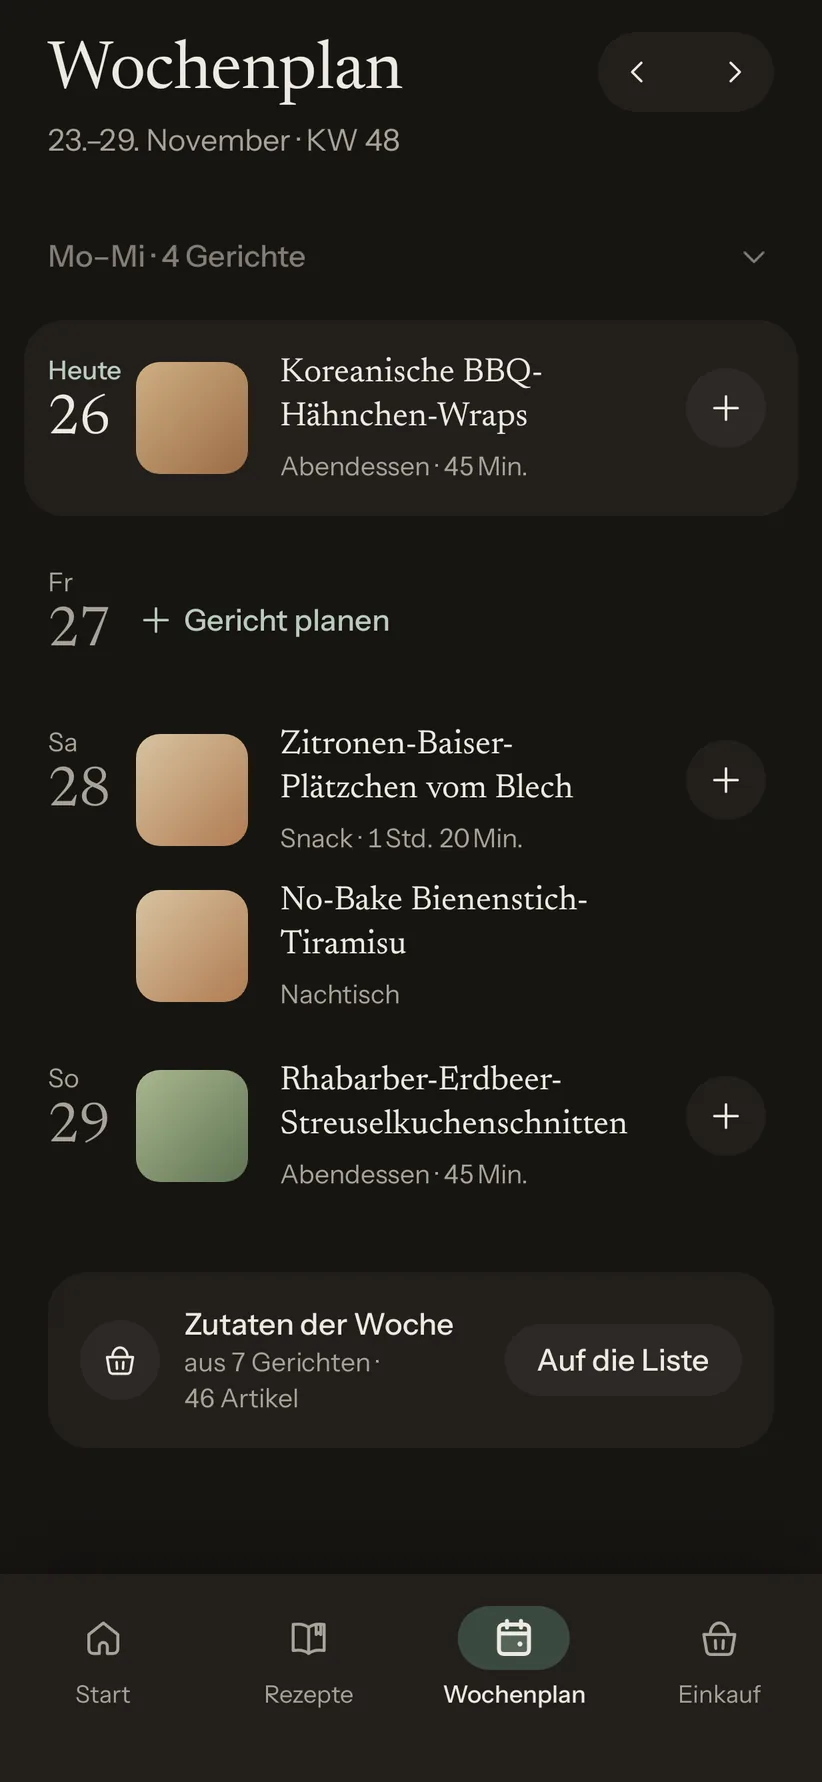 Wochenplan
23.–29. November · KW 48
Mo–Mi · 4 Gerichte
Heute
26
Koreanische BBQ-
Hähnchen-Wraps
Abendessen · 45 Min.
Fr
27
+ Gericht planen
Sa
28
Zitronen-Baiser-
Plätzchen vom Blech
Snack · 1 Std. 20 Min.
No-Bake Bienenstich-
Tiramisu
Nachtisch
So
29
Rhabarber-Erdbeer-
Streuselkuchenschnitten
Abendessen · 45 Min.
Zutaten der Woche
aus 7 Gerichten ·
46 Artikel
Auf die Liste
Start
Rezepte
Wochenplan
Einkauf